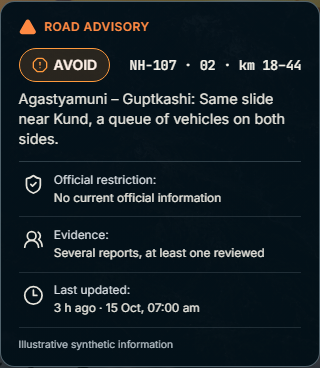 ROAD ADVISORY
AVOID
NH-107 · 02 · km 18–44
Agastyamuni – Guptkashi: Same slide
near Kund, a queue of vehicles on both
sides.
Official restriction:
No current official information
Evidence:
Several reports, at least one reviewed
Last updated:
3 h ago · 15 Oct, 07:00 am
Illustrative synthetic information